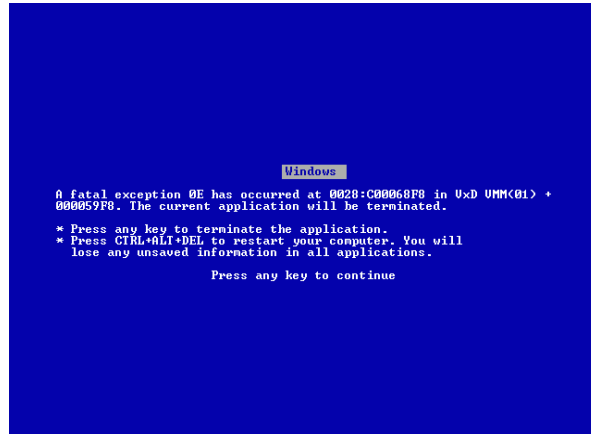 Windows
A fatal exception 0E has occurred at 0028:C00068F8 in VxD VMM(01) +
000059F8. The current application will be terminated.
* Press any key to terminate the application.
* Press CTRL+ALT+DEL to restart your computer. You will
lose any unsaved information in all applications.
Press any key to continue